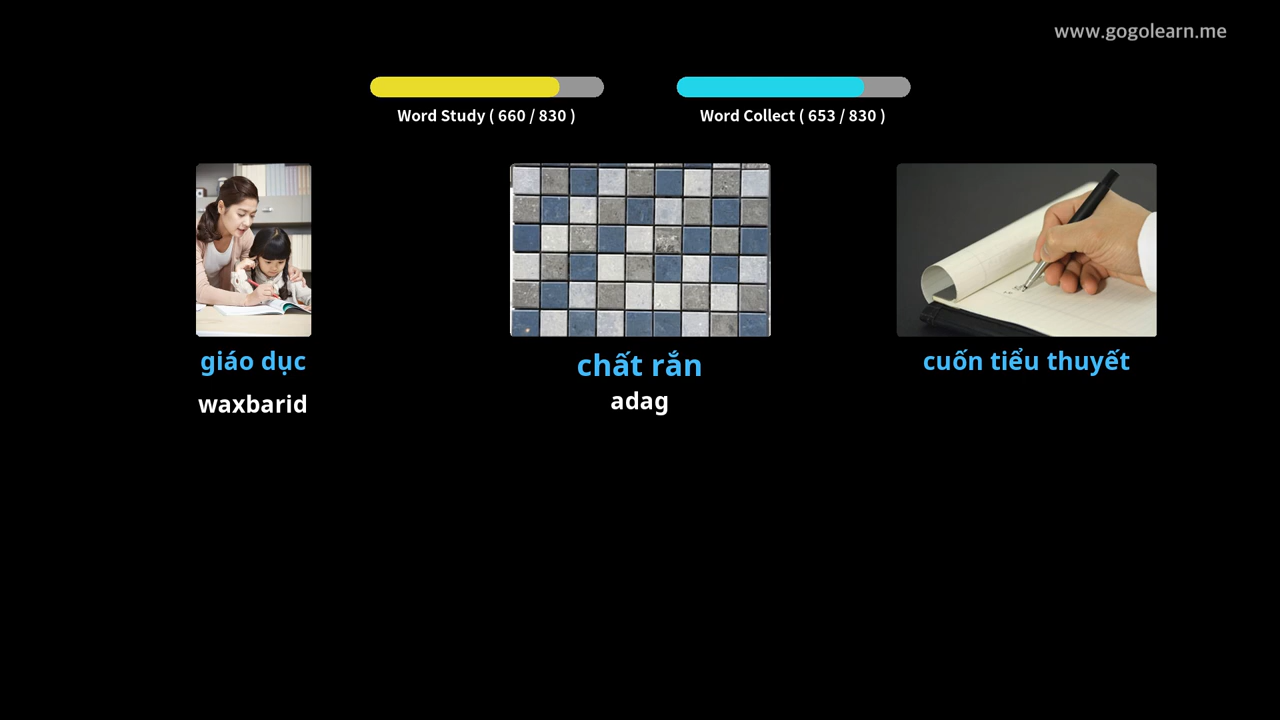 www.gogolearn.me
Word Study ( 660 / 830 )
Word Collect ( 653 / 830 )
giáo dục
waxbarid
chất rắn
adag
cuốn tiểu thuyết